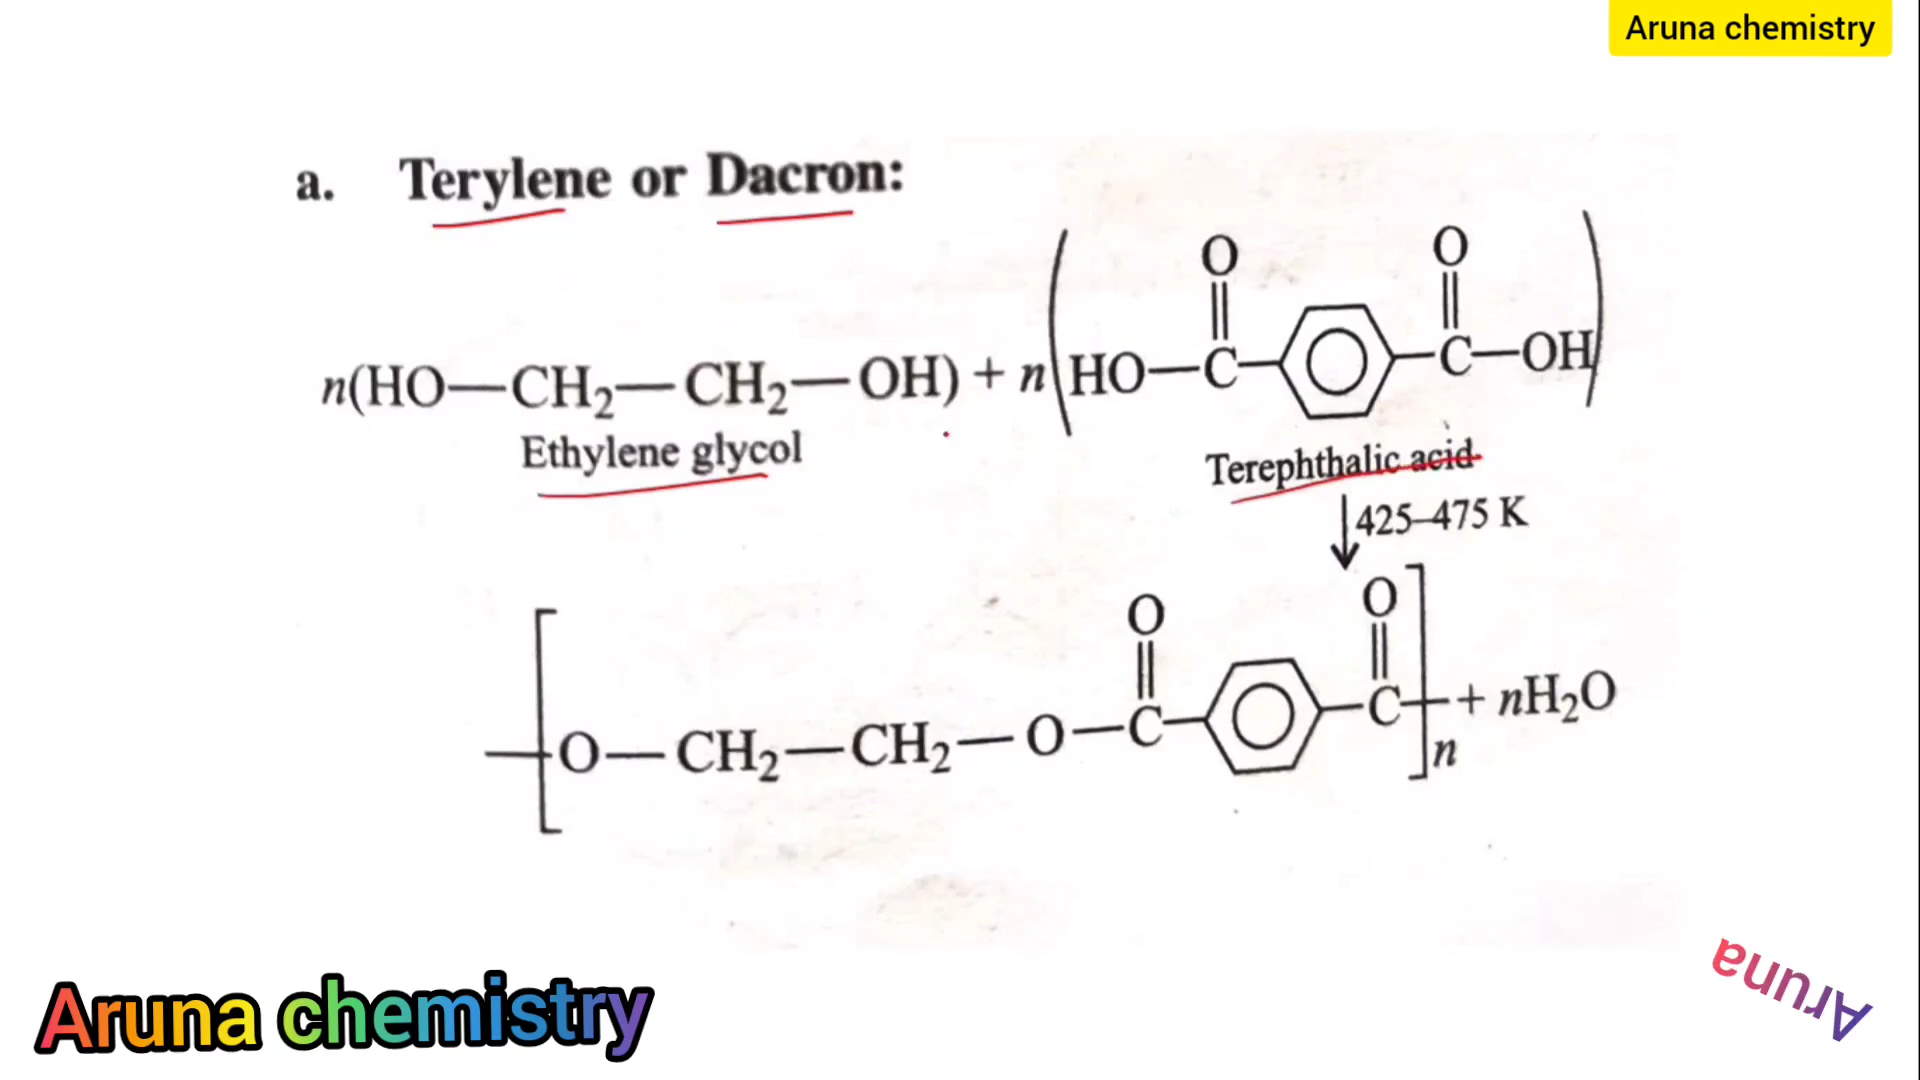 Aruna chemistry
a. Terylene or Dacron:
O O
n(HO—CH₂—CH₂—OH) + n(HO—C—C—OH)
Ethylene glycol
Terephthalic acid
425–475 K
O O
[O—CH₂—CH₂—O—C—C]n + nH₂O
Aruna
Aruna chemistry